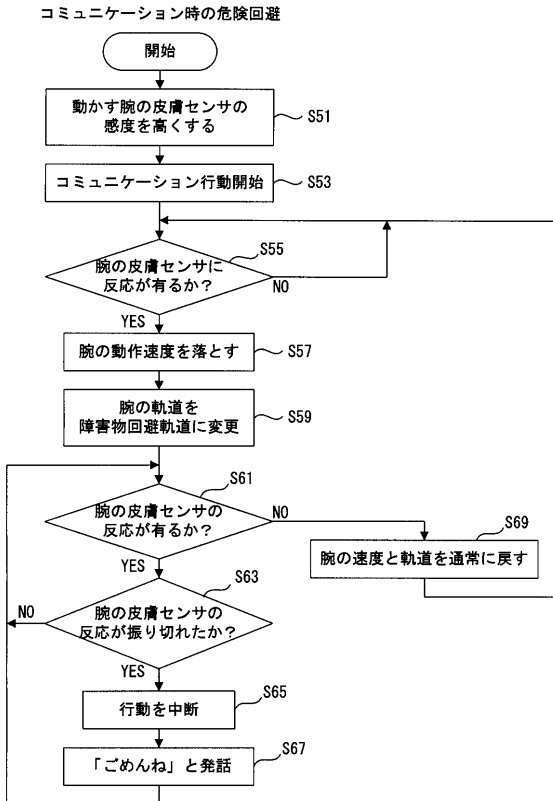 コミュニケーション時の危険回避
開始
動かす腕の皮膚センサの
感度を高くする
S51
コミュニケーション行動開始
S53
S55
腕の皮膚センサに
反応が有るか?
NO
YES
腕の動作速度を落とす
S57
腕の軌道を
障害物回避軌道に変更
S59
S61
腕の皮膚センサの
反応が有るか?
NO
YES
S69
腕の速度と軌道を通常に戻す
S63
NO
腕の皮膚センサの
反応が振り切れたか?
YES
S65
行動を中断
S67
「ごめんね」と発話